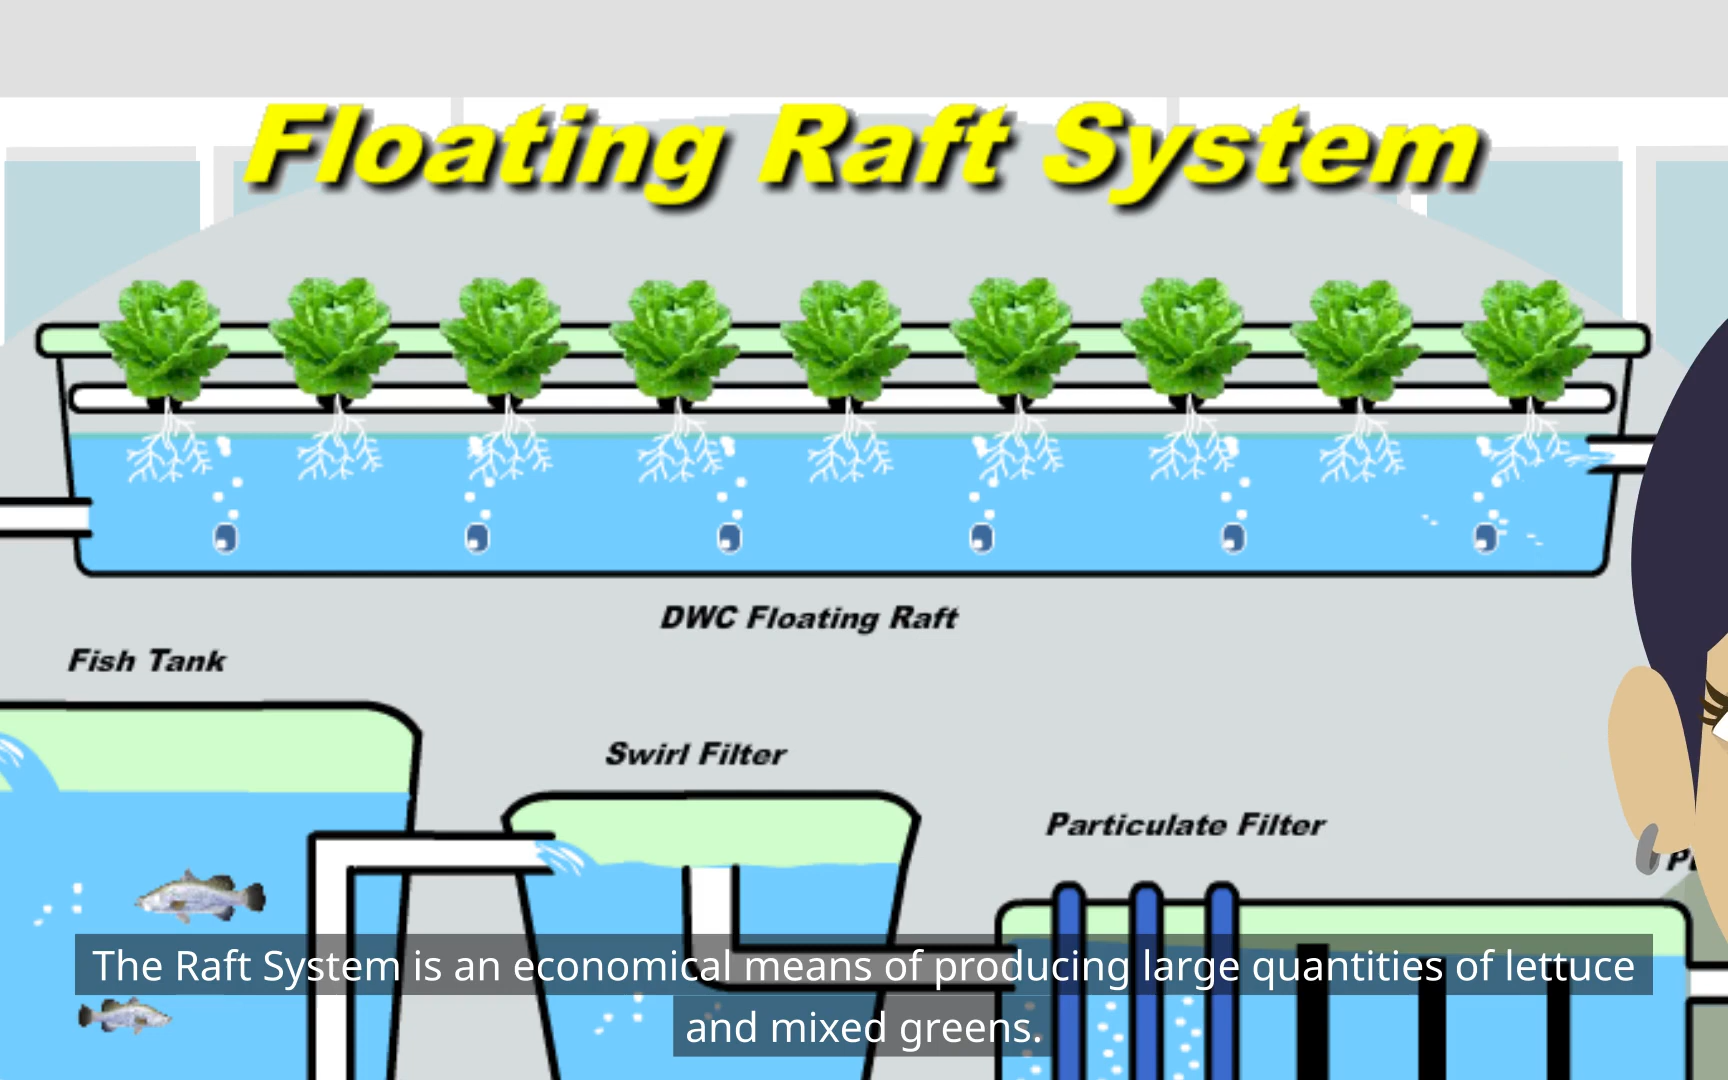 Floating Raft System
DWC Floating Raft
Fish Tank
Swirl Filter
Particulate Filter
The Raft System is an economical means of producing large quantities of lettuce
and mixed greens.